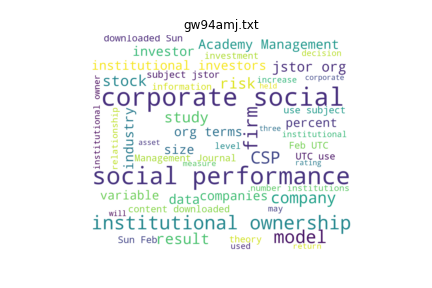 gw94amj.txt
downloaded Sun
investor
Academy Management
decision
investment
institutional investors
jstor org
stock
subject jstor
risk
increase
corporate
information
held
corporate social
institutional owner
relationship
industry
study
firm
use subject
percent
org terms
level
three
institutional
asset
size
Feb UTC
CSP
UTC use
Management Journal
measure
rating
social performance
number institutions
variable
data
companies
company
will
content downloaded
may
institutional ownership
Sun Feb
result
theory
used
model
return